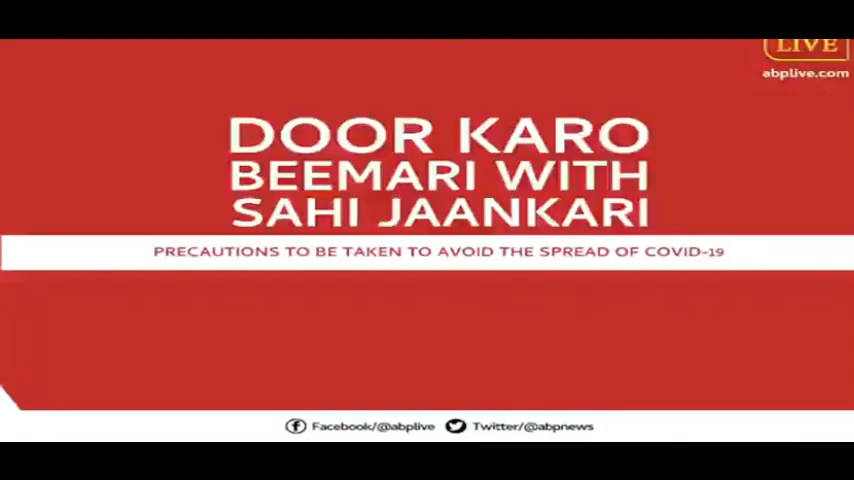 LIVE
abplive.com
DOOR KARO
BEEMARI WITH
SAHI JAANKARI
PRECAUTIONS TO BE TAKEN TO AVOID THE SPREAD OF COVID-19
Facebook/@abplive Twitter/@abpnews